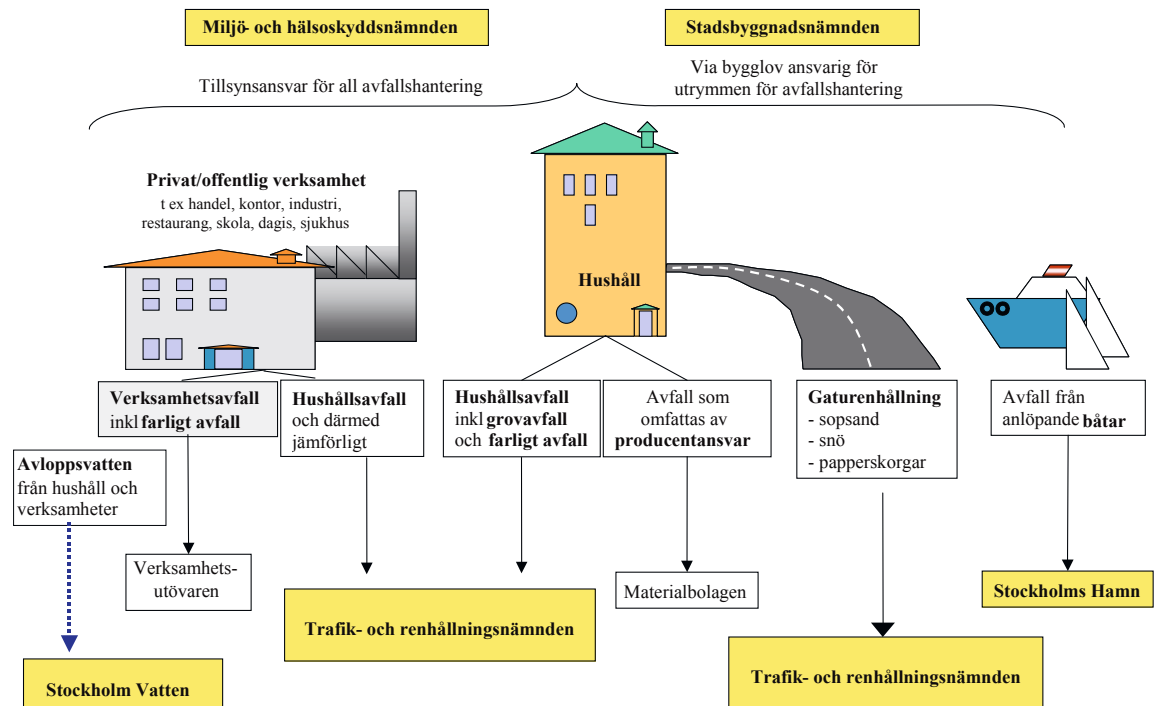 Miljö- och hälsoskyddsnämnden
Stadsbyggnadsnämnden
Tillsynsansvar för all avfallshantering
Via bygglov ansvarig för
utrymmen för avfallshantering
Privat/offentlig verksamhet
t ex handel, kontor, industri,
restaurang, skola, dagis, sjukhus
Hushåll
Verksamhetsavfall
inkl farligt avfall
Hushållsavfall
och därmed
jämförligt
Hushållsavfall
inkl grovavfall
och farligt avfall
Avfall som
omfattas av
producentansvar
Gaturenhållning
- sopsand
- snö
- papperskorgar
Avfall från
anlöpande båtar
Avloppsvatten
från hushåll och
verksamheter
Verksamhets-
utövaren
Materialbolagen
Stockholms Hamn
Trafik- och renhållningsnämnden
Trafik- och renhållningsnämnden
Stockholm Vatten